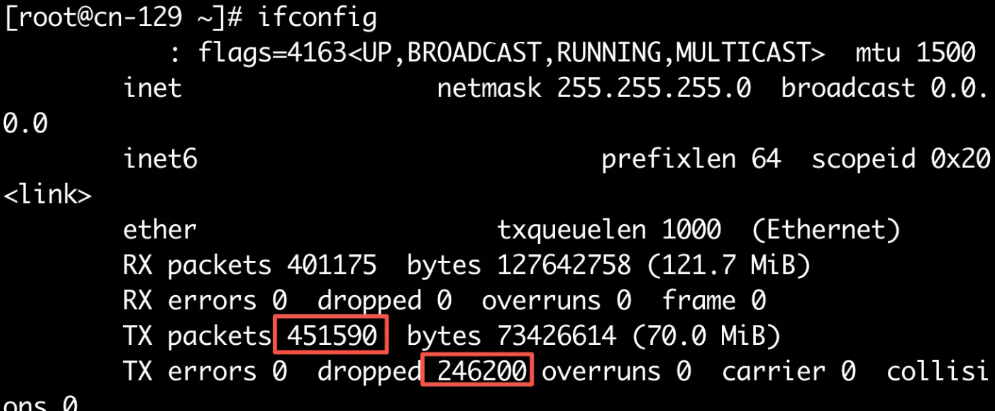 [root@cn-129 ~]# ifconfig
: flags=4163<UP,BROADCAST,RUNNING,MULTICAST>  mtu 1500
inet netmask 255.255.255.0  broadcast 0.0.
0.0
inet6 prefixlen 64  scopeid 0x20
<link>
ether txqueuelen 1000  (Ethernet)
RX packets 401175  bytes 127642758 (121.7 MiB)
RX errors 0  dropped 0  overruns 0  frame 0
TX packets 451590  bytes 73426614 (70.0 MiB)
TX errors 0  dropped 246200 overruns 0  carrier 0  collisi
ons 0